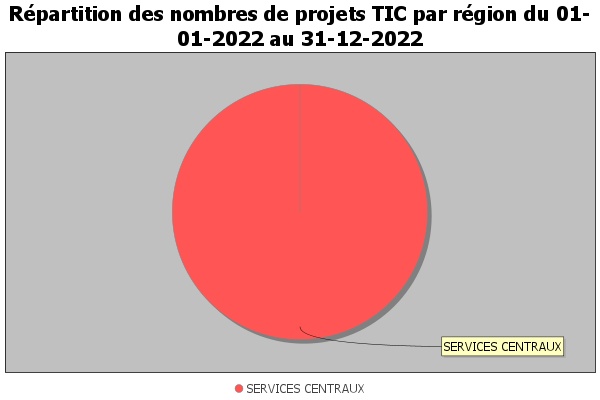 Répartition des nombres de projets TIC par région du 01-
01-2022 au 31-12-2022
SERVICES CENTRAUX
SERVICES CENTRAUX